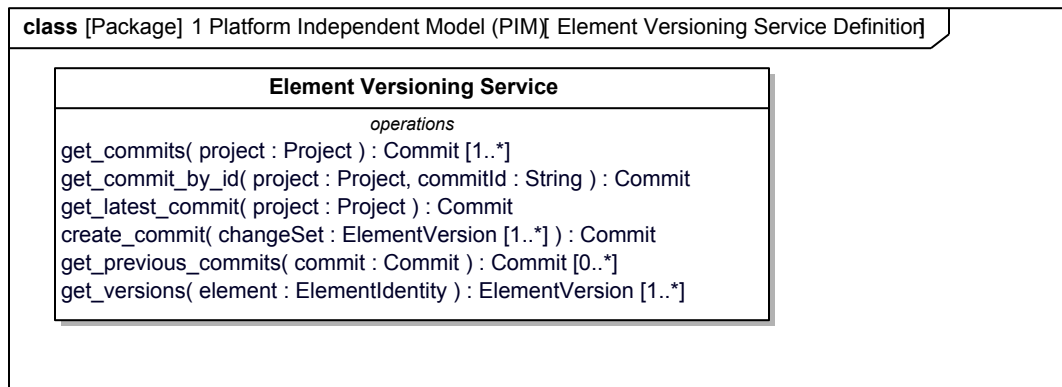 class [Package] 1 Platform Independent Model (PIM)[ Element Versioning Service Definition]
Element Versioning Service
operations
get_commits( project : Project ) : Commit [1..*]
get_commit_by_id( project : Project, commitId : String ) : Commit
get_latest_commit( project : Project ) : Commit
create_commit( changeSet : ElementVersion [1..*] ) : Commit
get_previous_commits( commit : Commit ) : Commit [0..*]
get_versions( element : ElementIdentity ) : ElementVersion [1..*]